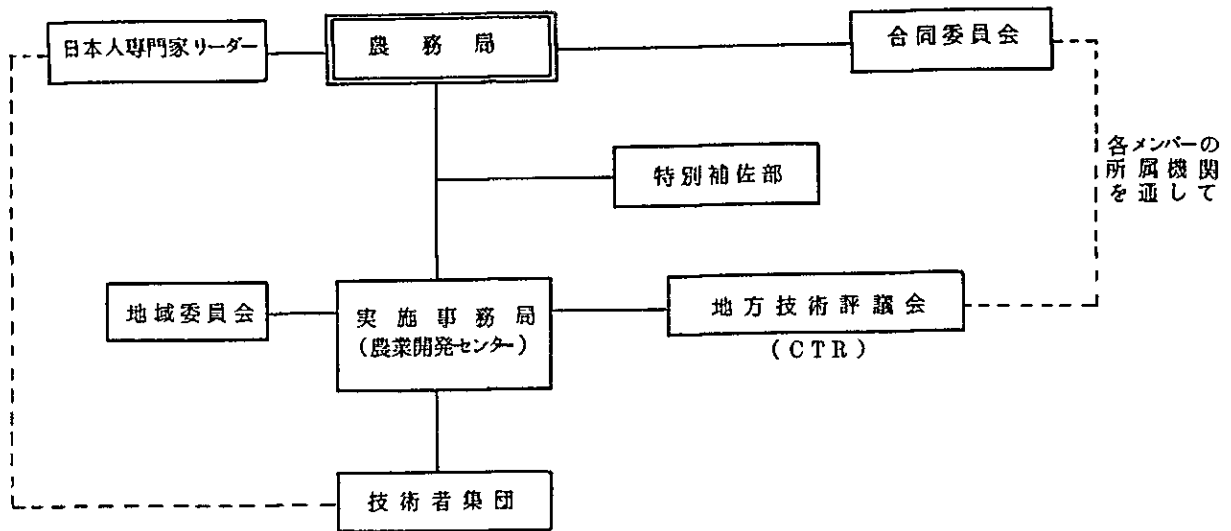 日本人専門家リーダー
農務局
合同委員会
各メンバーの
所属機関
を通して
特別補佐部
地域委員会
実施事務局
(農業開発センター)
地方技術評議会
(CTR)
技術者集団